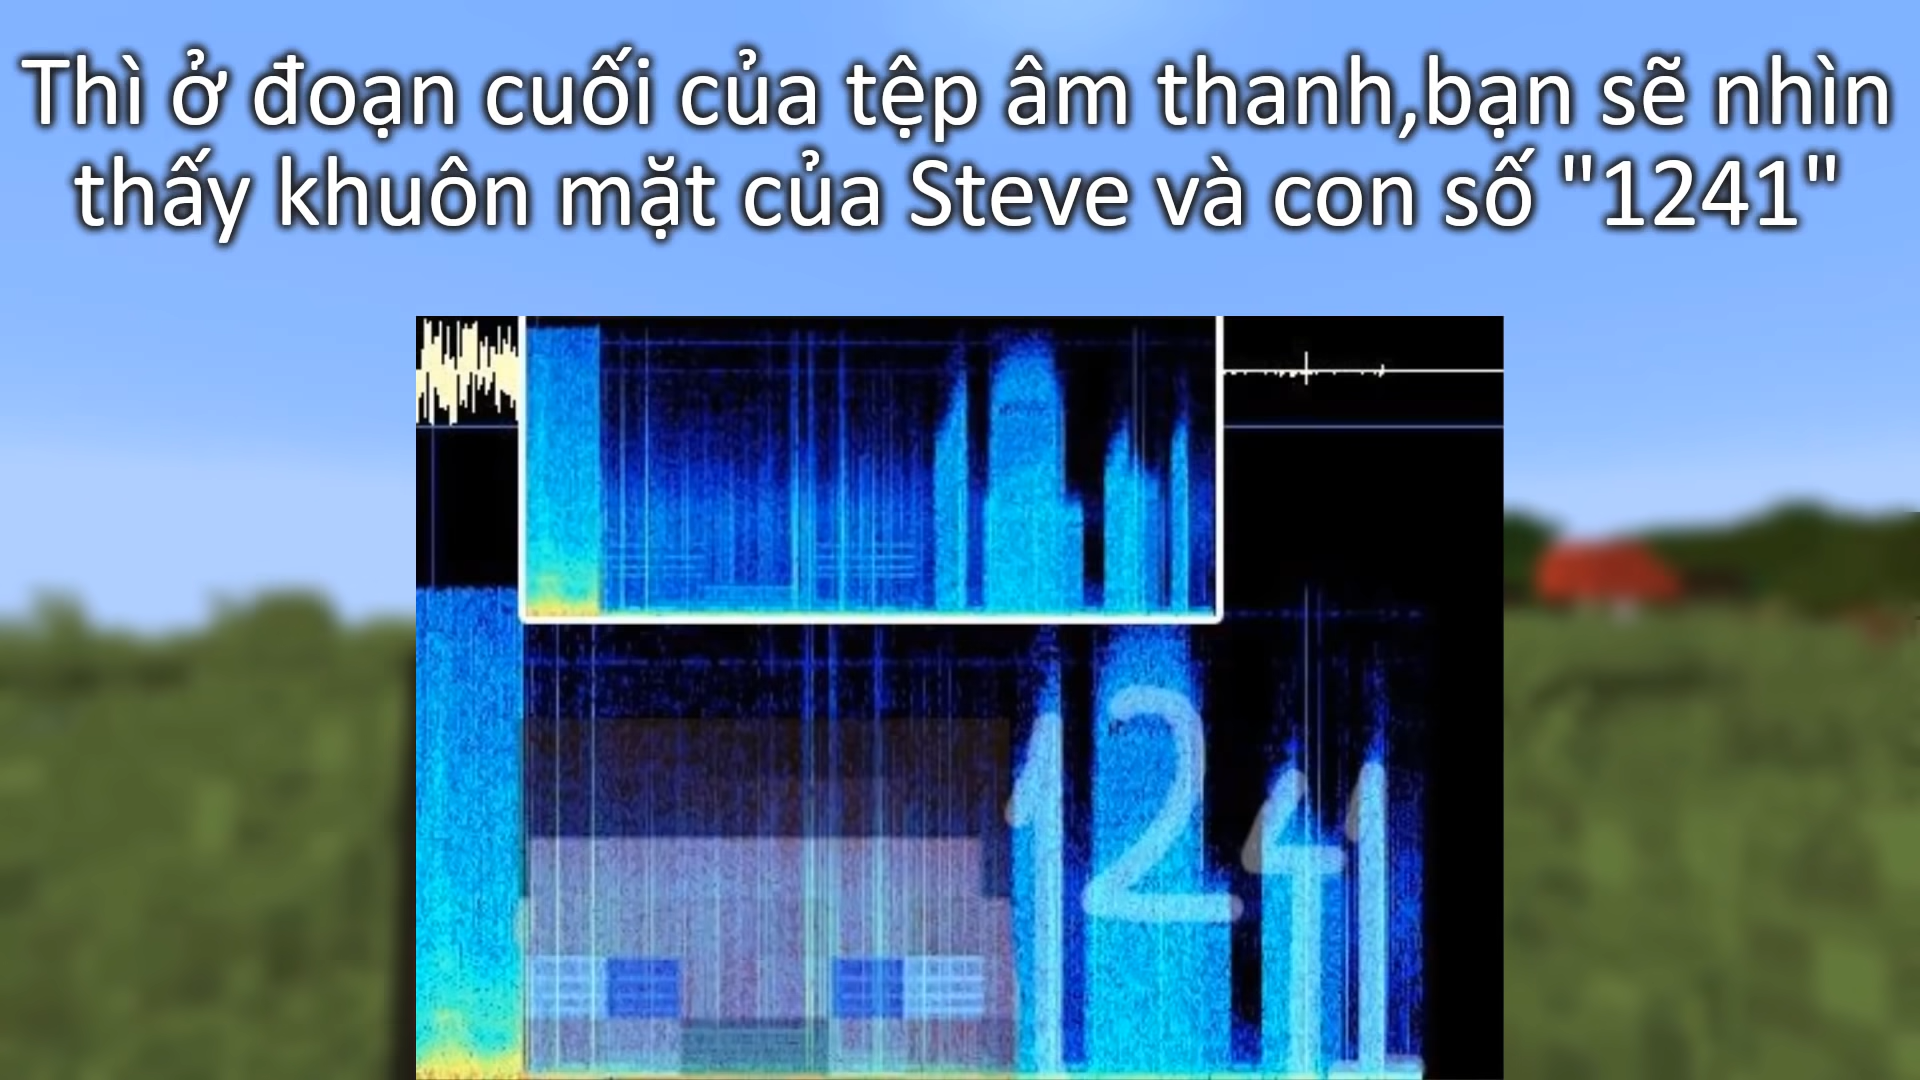 Thì ở đoạn cuối của tệp âm thanh,bạn sẽ nhìn
thấy khuôn mặt của Steve và con số "1241"
1241